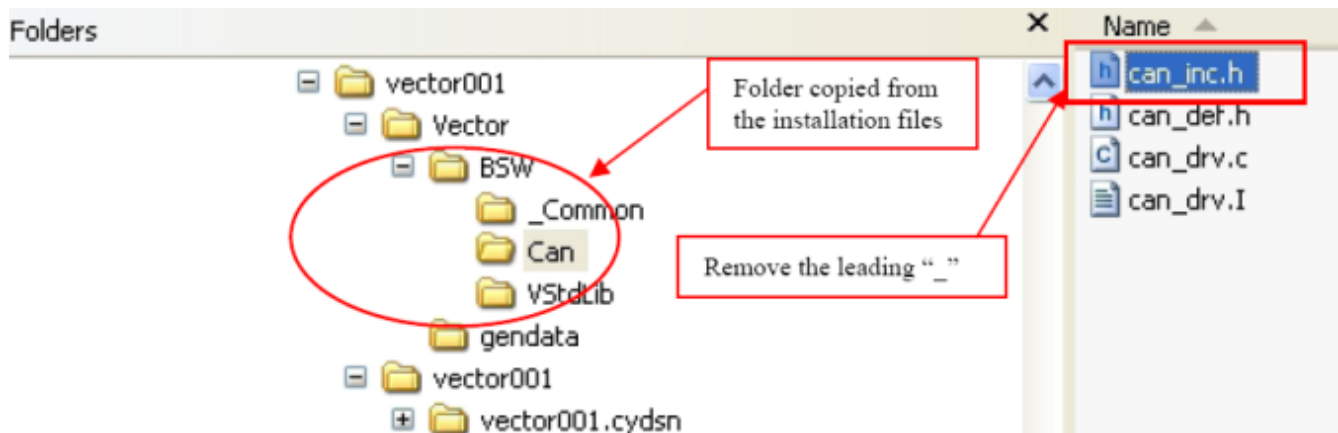 Folders
Name
vector001
Vector
BSW
_Common
Can
VStdLib
gendata
vector001
vector001.cydsn
Folder copied from
the installation files
Remove the leading “_”
can_inc.h
can_def.h
can_drv.c
can_drv.I